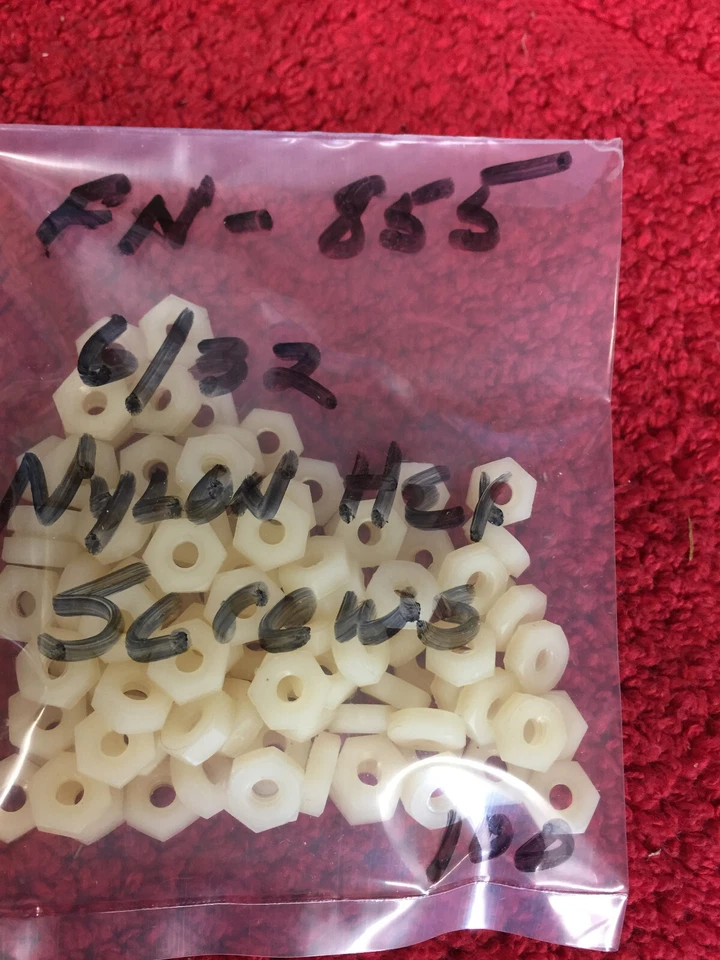 FN-855
6/32
Nylon Hex
Screws
100